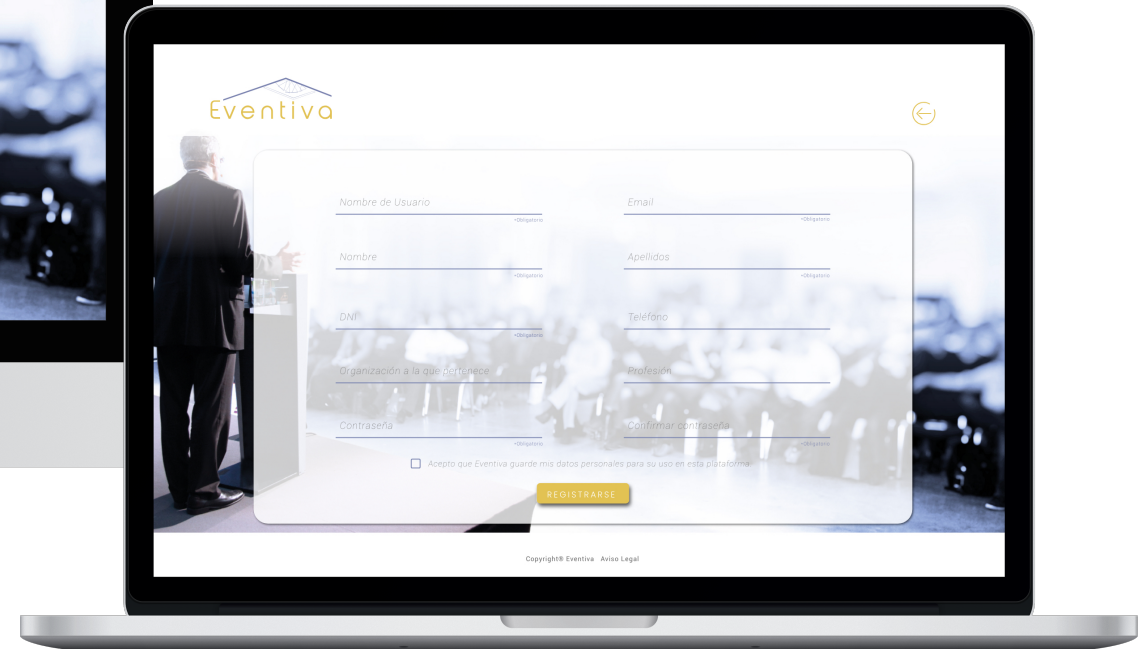 Eventiva
Nombre de Usuario
Email
*Obligatorio
*Obligatorio
Nombre
Apellidos
*Obligatorio
*Obligatorio
DNI
Teléfono
*Obligatorio
Organización a la que pertenece
Profesión
Contraseña
Confirmar contraseña
*Obligatorio
*Obligatorio
Acepto que Eventiva guarde mis datos personales para su uso en esta plataforma
REGISTRARSE
Copyright® Eventiva Aviso Legal